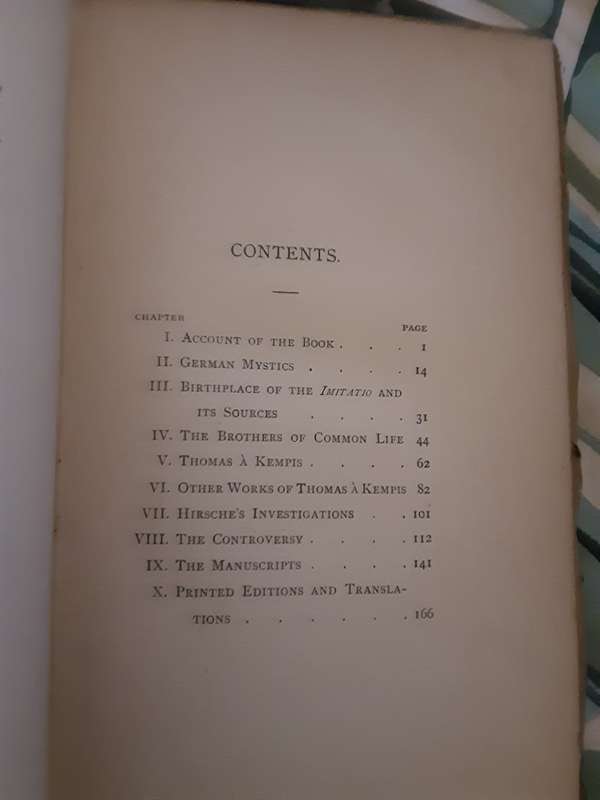 CONTENTS.
CHAPTER
PAGE
I. ACCOUNT OF THE BOOK . . . 1
II. GERMAN MYSTICS . . . . 14
III. BIRTHPLACE OF THE IMITATIO AND
ITS SOURCES . . . . 31
IV. THE BROTHERS OF COMMON LIFE 44
V. THOMAS À KEMPIS . . . . 62
VI. OTHER WORKS OF THOMAS À KEMPIS 82
VII. HIRSCHE'S INVESTIGATIONS . . 101
VIII. THE CONTROVERSY . . . . 112
IX. THE MANUSCRIPTS . . . . 141
X. PRINTED EDITIONS AND TRANSLA-
TIONS . . . . . . 166